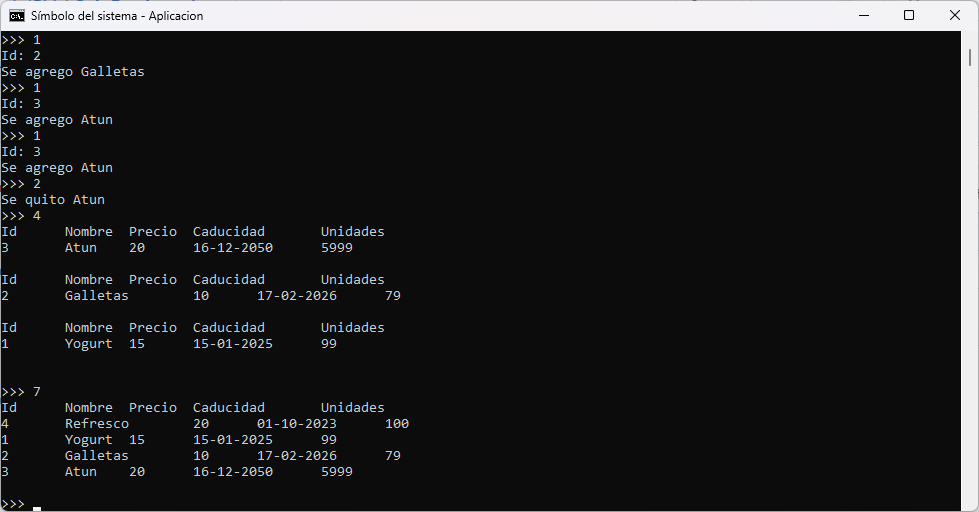 Símbolo del sistema - Aplicacion
>>> 1
Id: 2
Se agrego Galletas
>>> 1
Id: 3
Se agrego Atun
>>> 1
Id: 3
Se agrego Atun
>>> 2
Se quito Atun
>>> 4
Id Nombre Precio Caducidad Unidades
3 Atun 20 16-12-2050 5999
Id Nombre Precio Caducidad Unidades
2 Galletas 10 17-02-2026 79
Id Nombre Precio Caducidad Unidades
1 Yogurt 15 15-01-2025 99
>>> 7
Id Nombre Precio Caducidad Unidades
4 Refresco 20 01-10-2023 100
1 Yogurt 15 15-01-2025 99
2 Galletas 10 17-02-2026 79
3 Atun 20 16-12-2050 5999
>>>